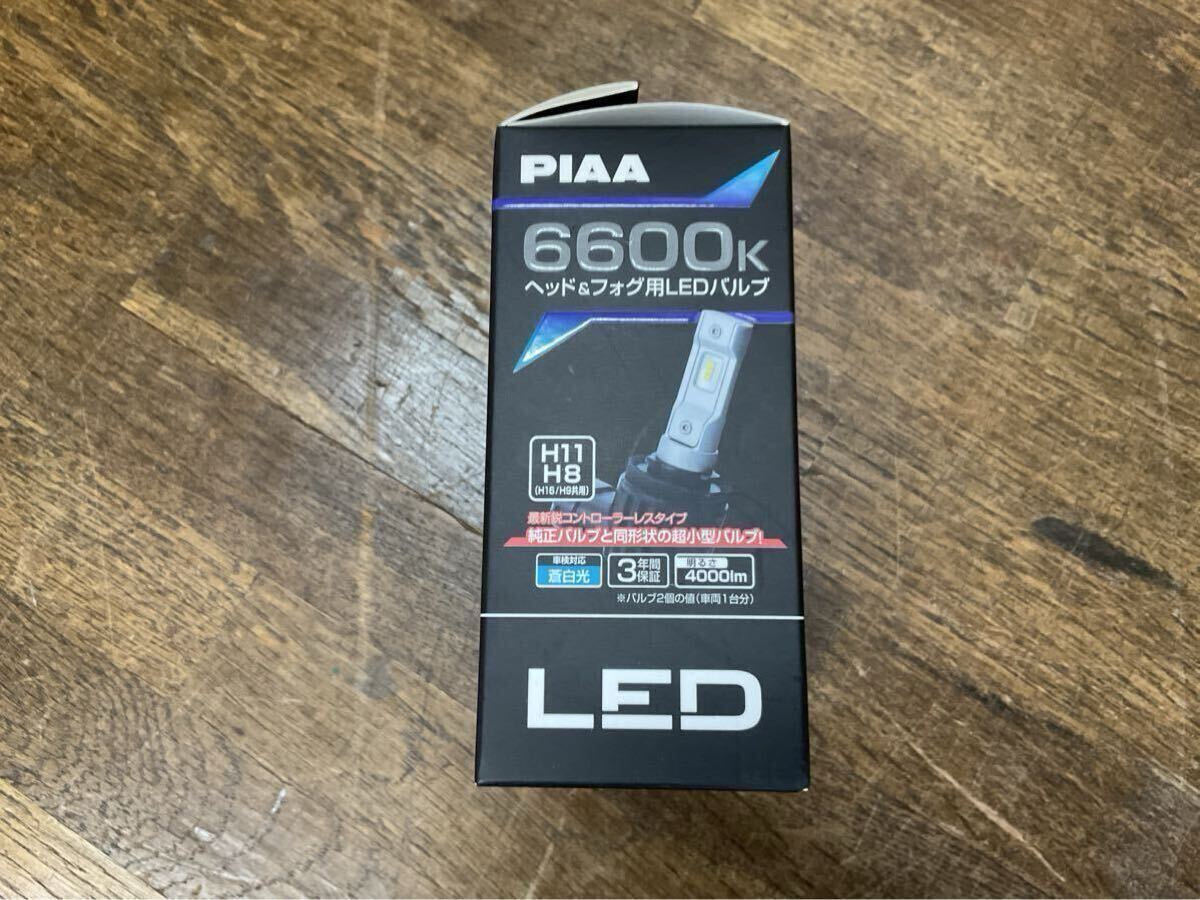 PIAA
6600K
ヘッド&フォグ用LEDバルブ
H11
H8
(H16/H9共用)
最新鋭コントローラーレスタイプ
純正バルブと同形状の超小型バルブ!
車検対応
蒼白光
3年間保証
明るさ
4000lm
※バルブ2個の値(車両1台分)
LED